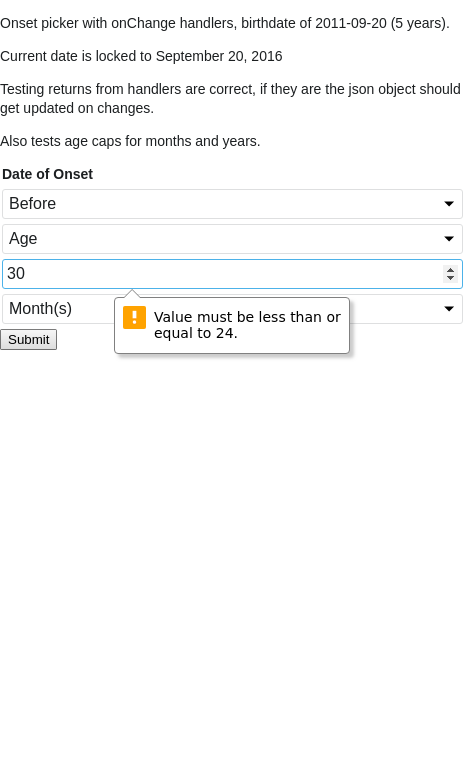 Onset picker with onChange handlers, birthdate of 2011-09-20 (5 years).
Current date is locked to September 20, 2016
Testing returns from handlers are correct, if they are the json object should
get updated on changes.
Also tests age caps for months and years.
Date of Onset
Before
Age
30
Month(s)
Value must be less than or
equal to 24.
Submit